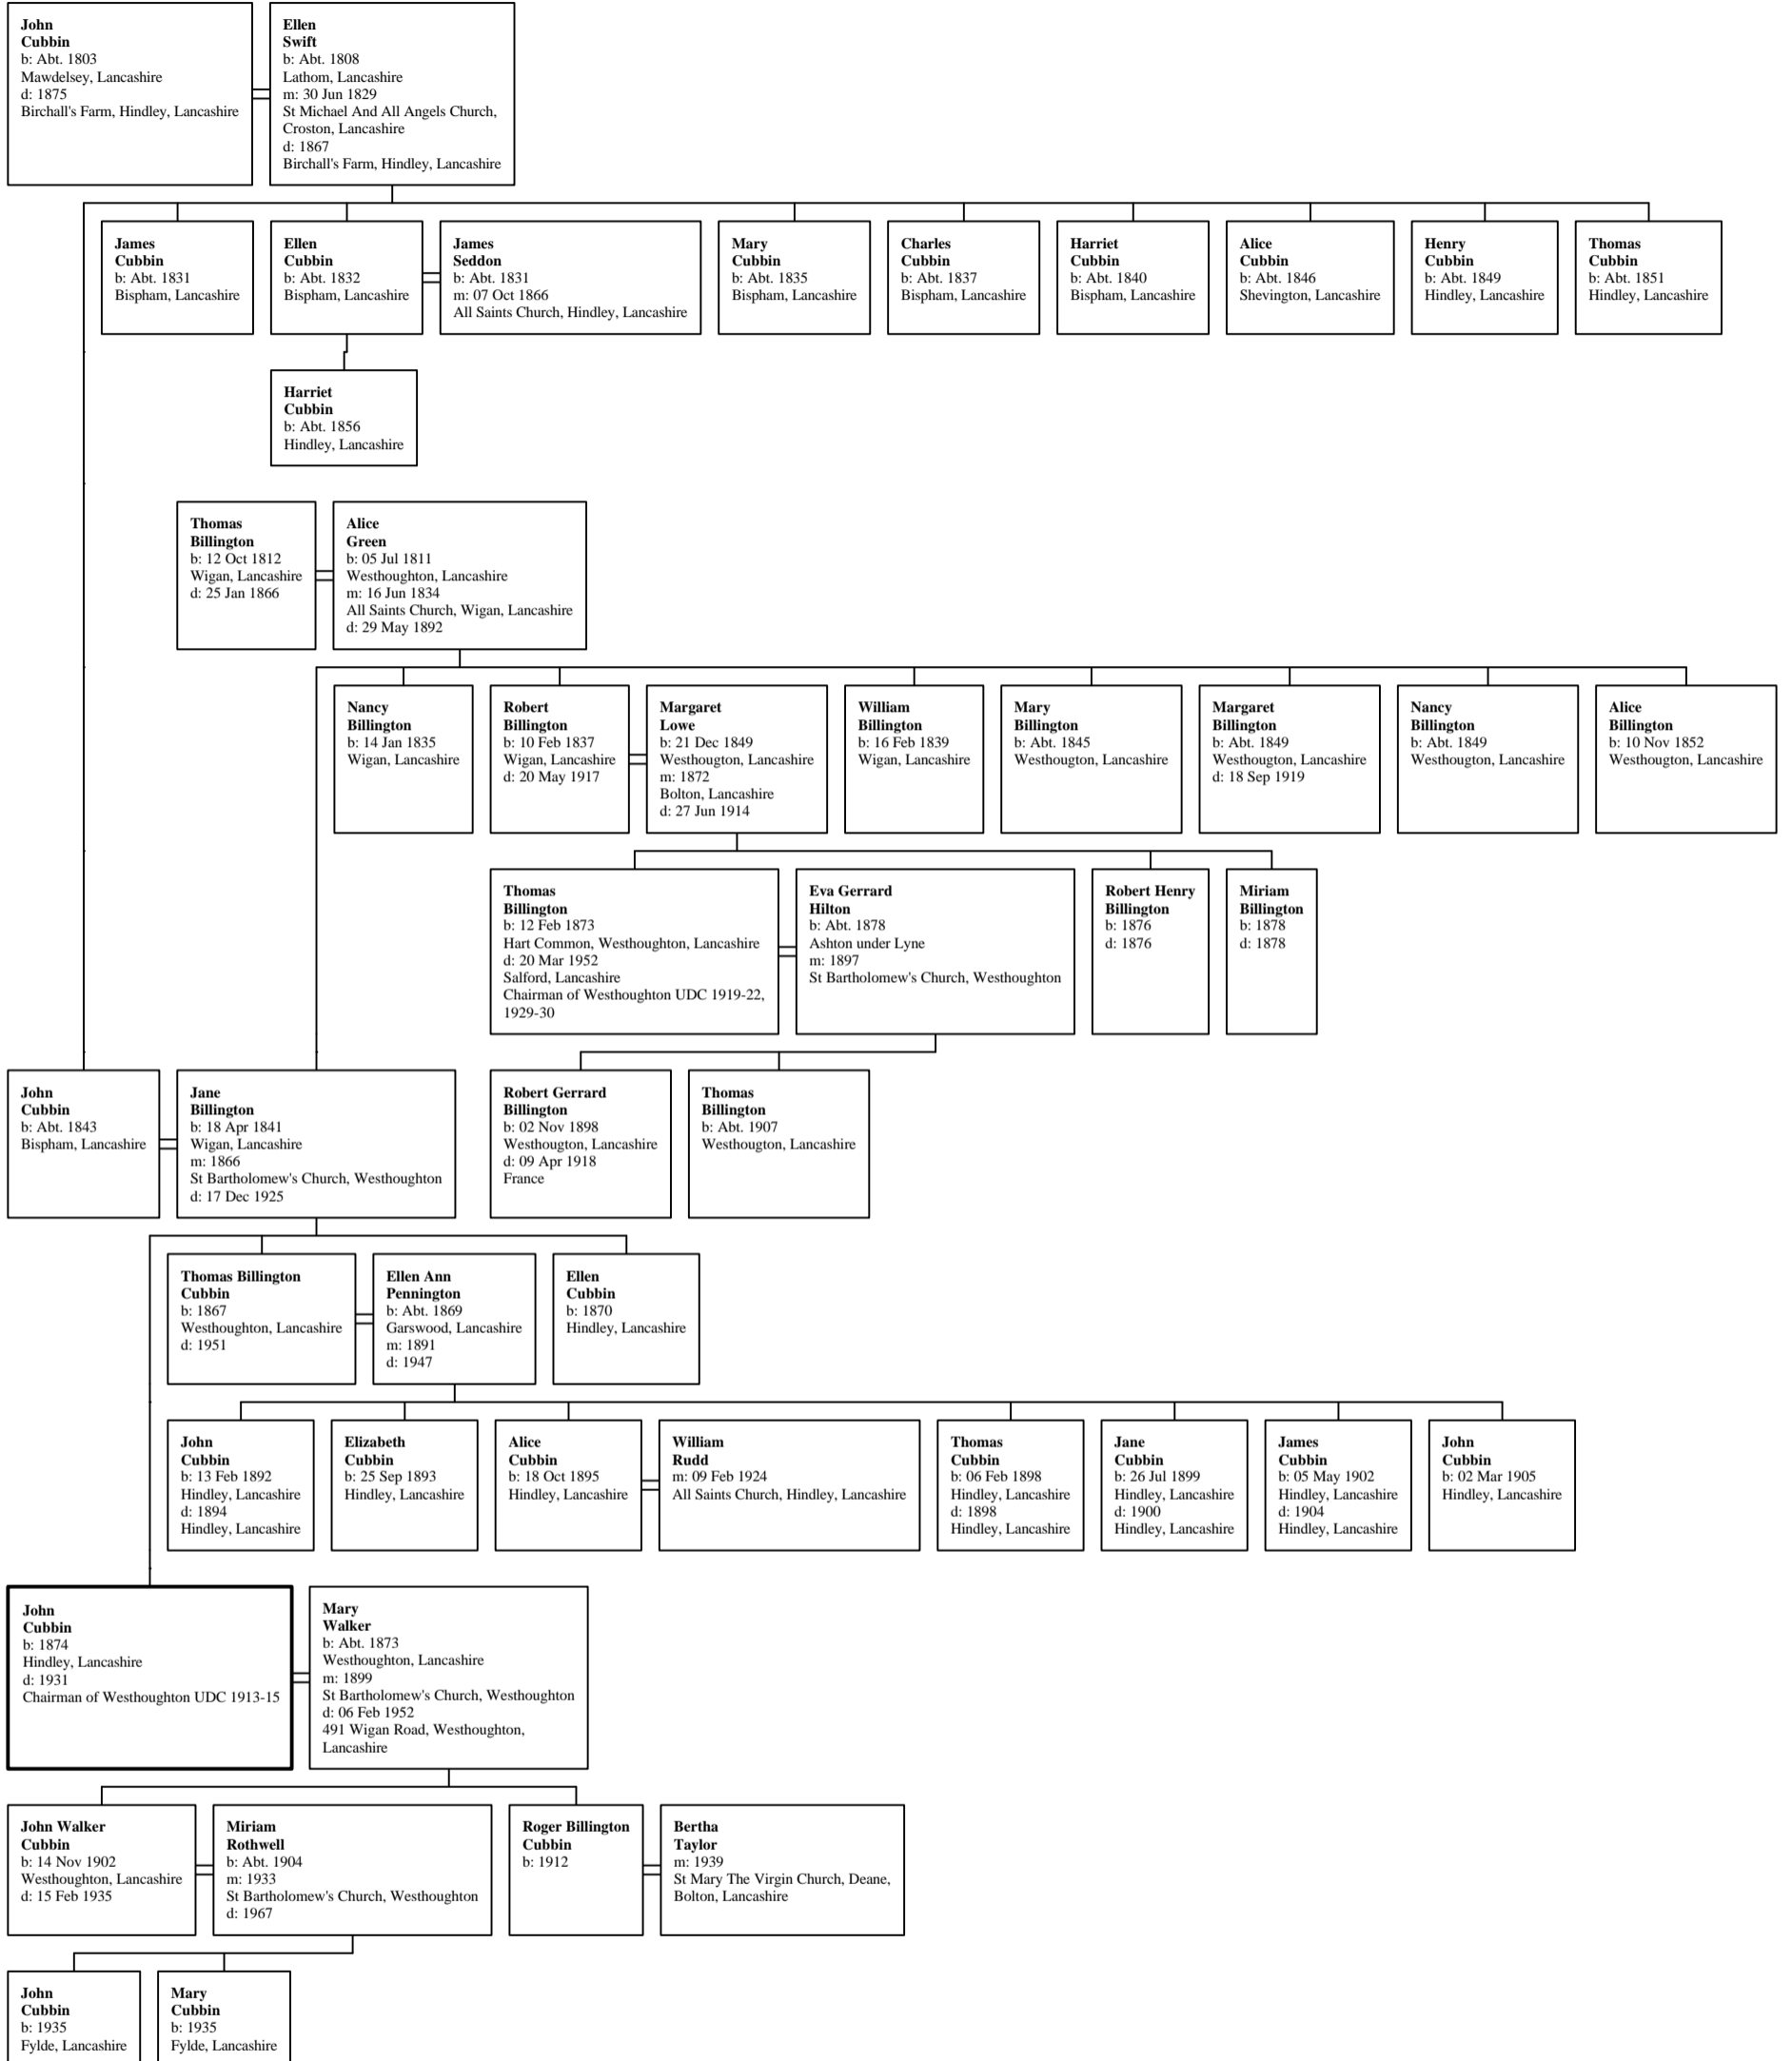 John
Cubbin
b: Abt. 1803
Mawdelsey, Lancashire
d: 1875
Birchall's Farm, Hindley, Lancashire
Ellen
Swift
b: Abt. 1808
Lathom, Lancashire
m: 30 Jun 1829
St Michael And All Angels Church,
Croston, Lancashire
d: 1867
Birchall's Farm, Hindley, Lancashire
James
Cubbin
b: Abt. 1831
Bispham, Lancashire
Ellen
Cubbin
b: Abt. 1832
Bispham, Lancashire
James
Seddon
b: Abt. 1831
m: 07 Oct 1866
All Saints Church, Hindley, Lancashire
Mary
Cubbin
b: Abt. 1835
Bispham, Lancashire
Charles
Cubbin
b: Abt. 1837
Bispham, Lancashire
Harriet
Cubbin
b: Abt. 1840
Bispham, Lancashire
Alice
Cubbin
b: Abt. 1846
Shevington, Lancashire
Henry
Cubbin
b: Abt. 1849
Hindley, Lancashire
Thomas
Cubbin
b: Abt. 1851
Hindley, Lancashire
Harriet
Cubbin
b: Abt. 1856
Hindley, Lancashire
Thomas
Billington
b: 12 Oct 1812
Wigan, Lancashire
d: 25 Jan 1866
Alice
Green
b: 05 Jul 1811
Westhoughton, Lancashire
m: 16 Jun 1834
All Saints Church, Wigan, Lancashire
d: 29 May 1892
Nancy
Billington
b: 14 Jan 1835
Wigan, Lancashire
Robert
Billington
b: 10 Feb 1837
Wigan, Lancashire
d: 20 May 1917
Margaret
Lowe
b: 21 Dec 1849
Westhougton, Lancashire
m: 1872
Bolton, Lancashire
d: 27 Jun 1914
William
Billington
b: 16 Feb 1839
Wigan, Lancashire
Mary
Billington
b: Abt. 1845
Westhougton, Lancashire
Margaret
Billington
b: Abt. 1849
Westhougton, Lancashire
d: 18 Sep 1919
Nancy
Billington
b: Abt. 1849
Westhougton, Lancashire
Alice
Billington
b: 10 Nov 1852
Westhougton, Lancashire
Thomas
Billington
b: 12 Feb 1873
Hart Common, Westhoughton, Lancashire
d: 20 Mar 1952
Salford, Lancashire
Chairman of Westhoughton UDC 1919-22,
1929-30
Eva Gerrard
Hilton
b: Abt. 1878
Ashton under Lyne
m: 1897
St Bartholomew's Church, Westhoughton
Robert Henry
Billington
b: 1876
d: 1876
Miriam
Billington
b: 1878
d: 1878
John
Cubbin
b: Abt. 1843
Bispham, Lancashire
Jane
Billington
b: 18 Apr 1841
Wigan, Lancashire
m: 1866
St Bartholomew's Church, Westhoughton
d: 17 Dec 1925
Robert Gerrard
Billington
b: 02 Nov 1898
Westhougton, Lancashire
d: 09 Apr 1918
France
Thomas
Billington
b: Abt. 1907
Westhougton, Lancashire
Thomas Billington
Cubbin
b: 1867
Westhoughton, Lancashire
d: 1951
Ellen Ann
Pennington
b: Abt. 1869
Garswood, Lancashire
m: 1891
d: 1947
Ellen
Cubbin
b: 1870
Hindley, Lancashire
John
Cubbin
b: 13 Feb 1892
Hindley, Lancashire
d: 1894
Hindley, Lancashire
Elizabeth
Cubbin
b: 25 Sep 1893
Hindley, Lancashire
Alice
Cubbin
b: 18 Oct 1895
Hindley, Lancashire
William
Rudd
m: 09 Feb 1924
All Saints Church, Hindley, Lancashire
Thomas
Cubbin
b: 06 Feb 1898
Hindley, Lancashire
d: 1898
Hindley, Lancashire
Jane
Cubbin
b: 26 Jul 1899
Hindley, Lancashire
d: 1900
Hindley, Lancashire
James
Cubbin
b: 05 May 1902
Hindley, Lancashire
d: 1904
Hindley, Lancashire
John
Cubbin
b: 02 Mar 1905
Hindley, Lancashire
John
Cubbin
b: 1874
Hindley, Lancashire
d: 1931
Chairman of Westhoughton UDC 1913-15
Mary
Walker
b: Abt. 1873
Westhoughton, Lancashire
m: 1899
St Bartholomew's Church, Westhoughton
d: 06 Feb 1952
491 Wigan Road, Westhoughton,
Lancashire
John Walker
Cubbin
b: 14 Nov 1902
Westhoughton, Lancashire
d: 15 Feb 1935
Miriam
Rothwell
b: Abt. 1904
m: 1933
St Bartholomew's Church, Westhoughton
d: 1967
Roger Billington
Cubbin
b: 1912
Bertha
Taylor
m: 1939
St Mary The Virgin Church, Deane,
Bolton, Lancashire
John
Cubbin
b: 1935
Fylde, Lancashire
Mary
Cubbin
b: 1935
Fylde, Lancashire